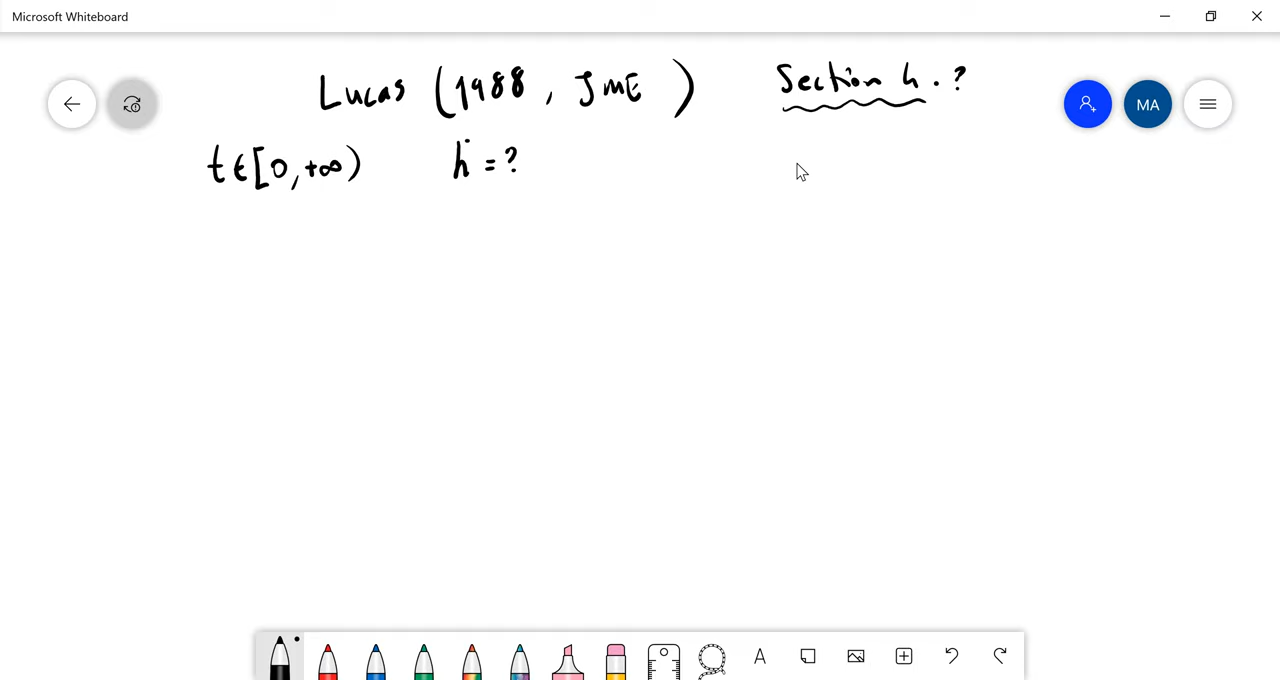 Microsoft Whiteboard
Lucas (1988, JME) Section 4.?
t∈[0,+∞) ḣ=?
MA
A